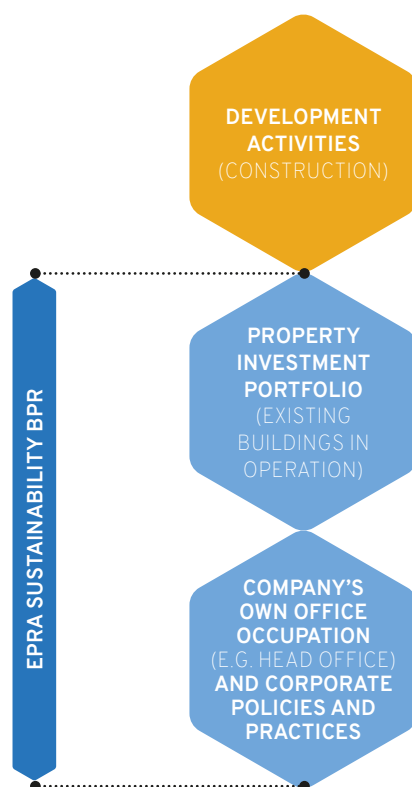 DEVELOPMENT
ACTIVITIES
(CONSTRUCTION)
EPRA SUSTAINABILITY BPR
PROPERTY
INVESTMENT
PORTFOLIO
(EXISTING
BUILDINGS IN
OPERATION)
COMPANY’S
OWN OFFICE
OCCUPATION
(E.G. HEAD OFFICE)
AND CORPORATE
POLICIES AND
PRACTICES